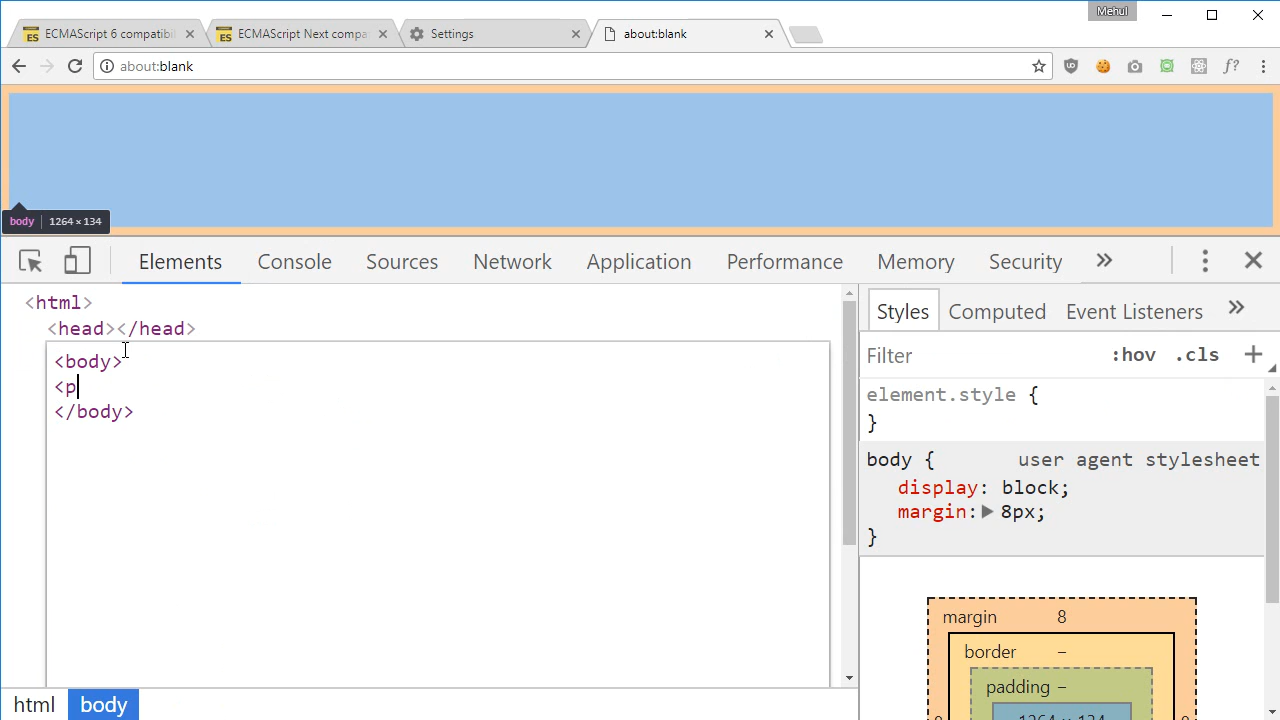 Mehul
ECMAScript 6 compatibi
ECMAScript Next compa
Settings
about:blank
about:blank
f?
body 1264 × 134
Elements Console Sources Network Application Performance Memory Security »
<html>
<head></head>
<body>
<p
</body>
html body
Styles Computed Event Listeners »
Filter :hov .cls +
element.style {
}
body { user agent stylesheet
display: block;
margin: 8px;
}
margin 8
border –
padding –
1264 × 134